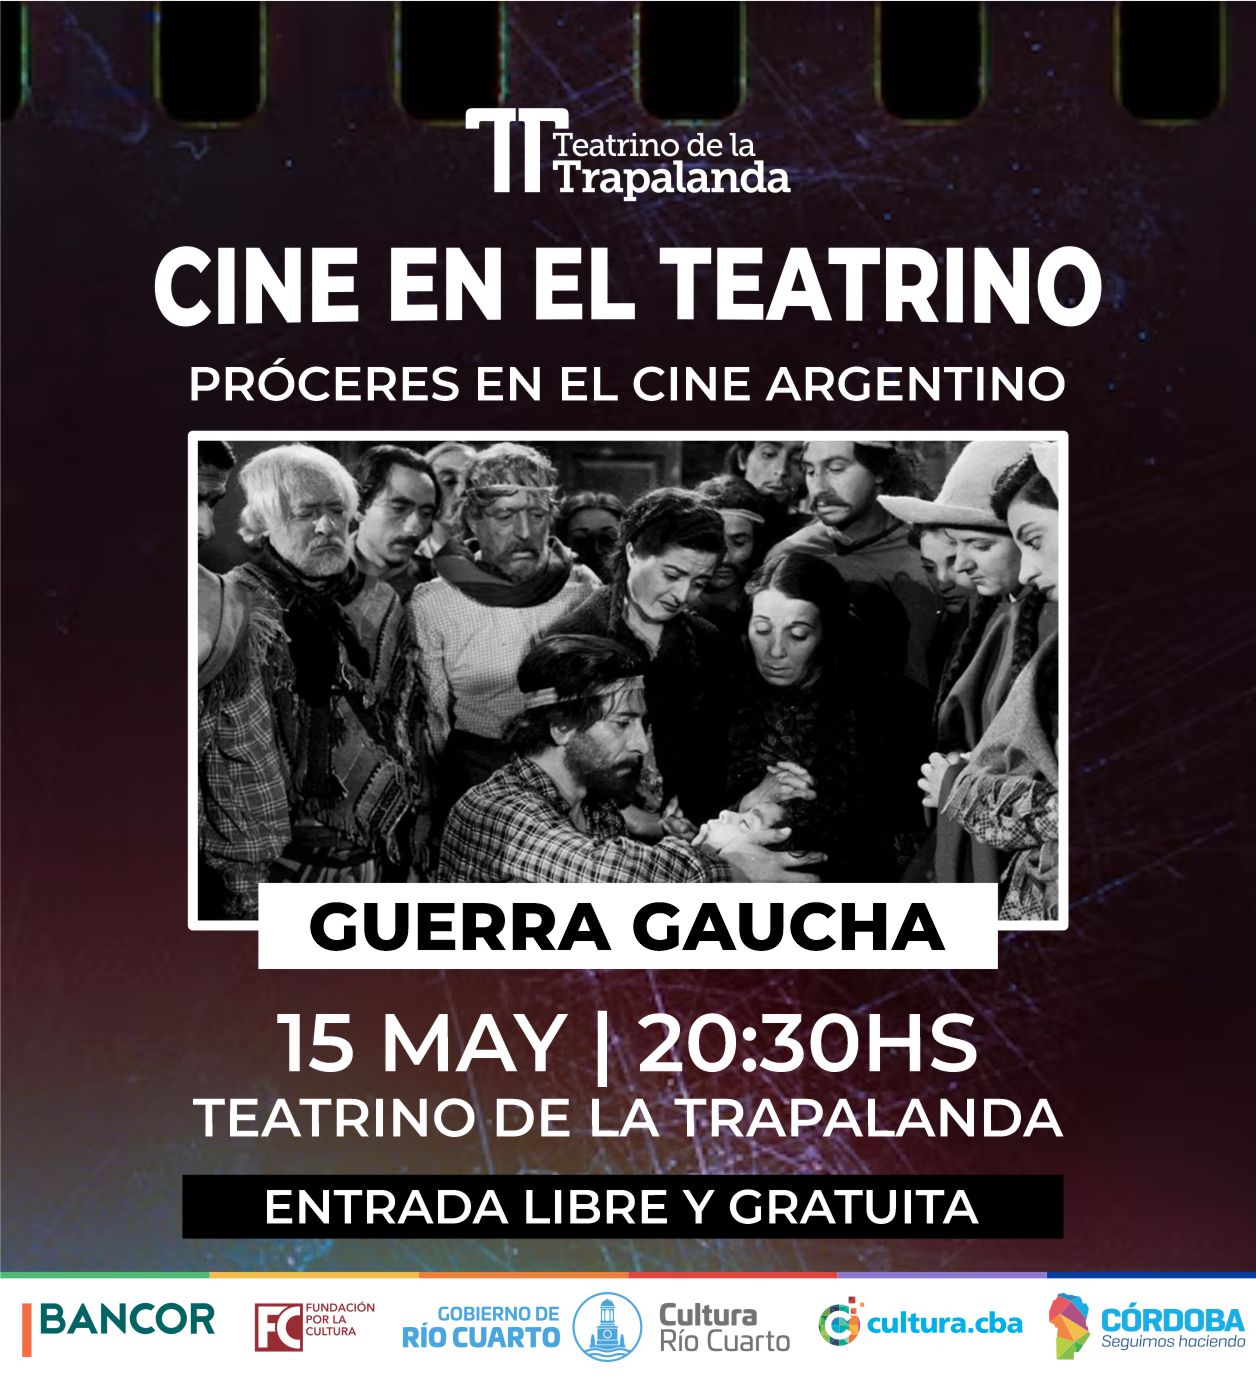 Teatrino de la
Trapalanda
CINE EN EL TEATRINO
PRÓCERES EN EL CINE ARGENTINO
GUERRA GAUCHA
15 MAY | 20:30HS
TEATRINO DE LA TRAPALANDA
ENTRADA LIBRE Y GRATUITA
BANCOR
FC
FUNDACIÓN
POR LA
CULTURA
GOBIERNO DE
RÍO CUARTO
Cultura
Río Cuarto
cultura.cba
CÓRDOBA
Seguimos haciendo